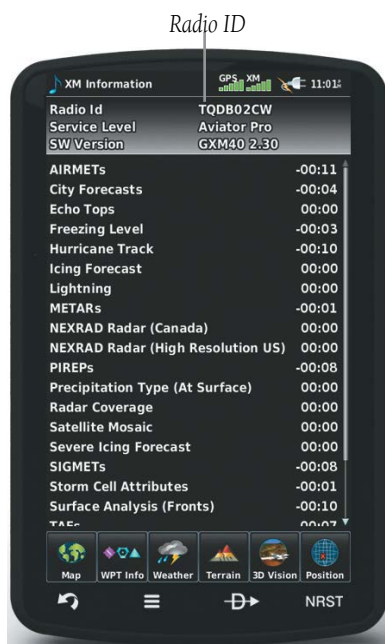 Radio ID
XM Information GPS XM 11:01
Radio Id TQDB02CW
Service Level Aviator Pro
SW Version GXM40 2.30
AIRMETs -00:11
City Forecasts -00:04
Echo Tops 00:00
Freezing Level -00:03
Hurricane Track -00:10
Icing Forecast 00:00
Lightning 00:00
METARs -00:01
NEXRAD Radar (Canada) 00:00
NEXRAD Radar (High Resolution US) 00:00
PIREPs -00:08
Precipitation Type (At Surface) 00:00
Radar Coverage 00:00
Satellite Mosaic 00:00
Severe Icing Forecast 00:00
SIGMETs -00:08
Storm Cell Attributes -00:01
Surface Analysis (Fronts) -00:10
TAFs 00:07
Map WPT Info Weather Terrain 3D Vision Position
D NRST